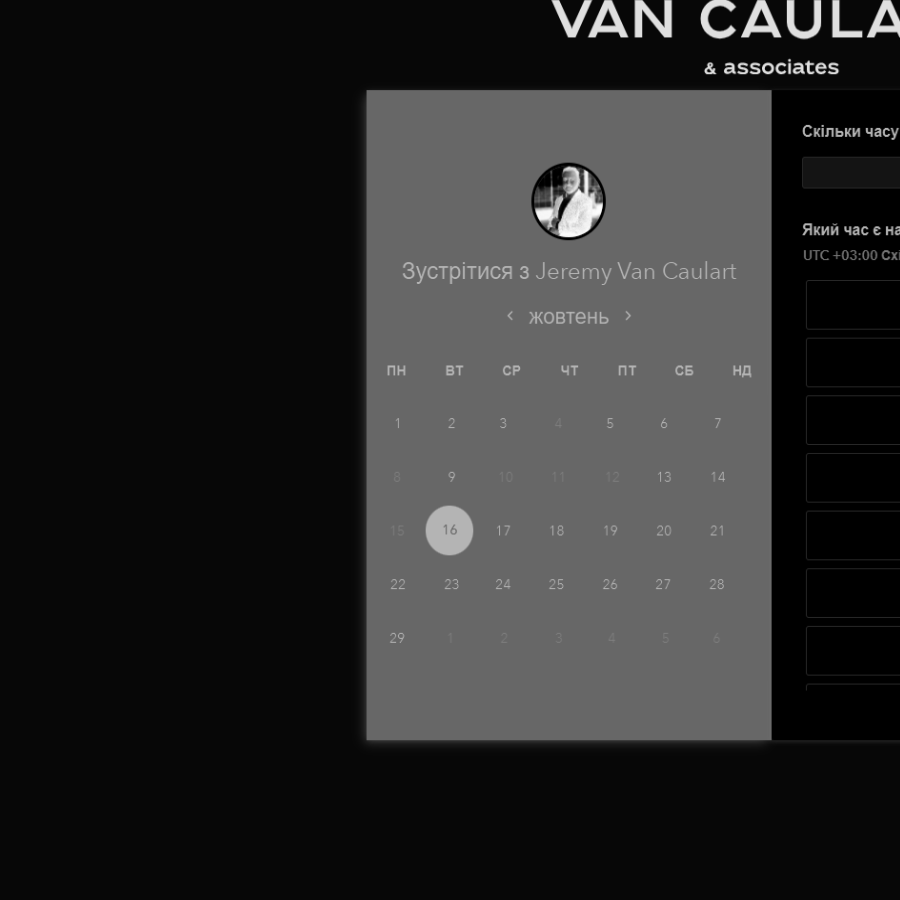 VAN CAULA
& associates
Зустрітися з Jeremy Van Caulart
‹ жовтень ›
ПН ВТ СР ЧТ ПТ СБ НД
1 2 3 4 5 6 7
8 9 10 11 12 13 14
15 16 17 18 19 20 21
22 23 24 25 26 27 28
29 1 2 3 4 5 6
Скільки часу
Який час є на
UTC +03:00 Схі